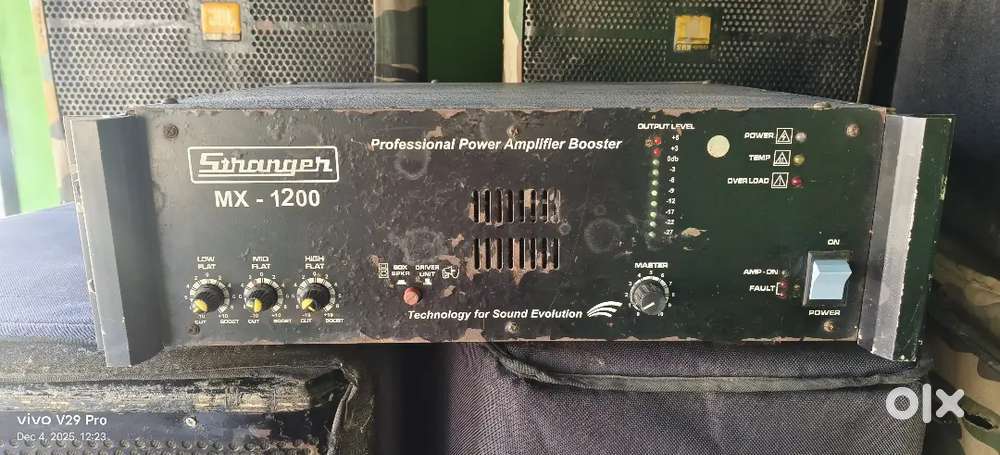 JBL
Stranger
MX - 1200
Professional Power Amplifier Booster
OUTPUT LEVEL
+6
+3
0db
-3
-6
-9
-12
-17
-22
-27
POWER
TEMP
OVER LOAD
LOW
FLAT
MID
FLAT
HIGH
FLAT
CUT BOOST
CUT BOOST
CUT BOOST
BOX
SPKR
DRIVER
UNIT
MASTER
Technology for Sound Evolution
ON
AMP-ON
FAULT
POWER
vivo V29 Pro
Dec 4, 2025, 12:23
olx